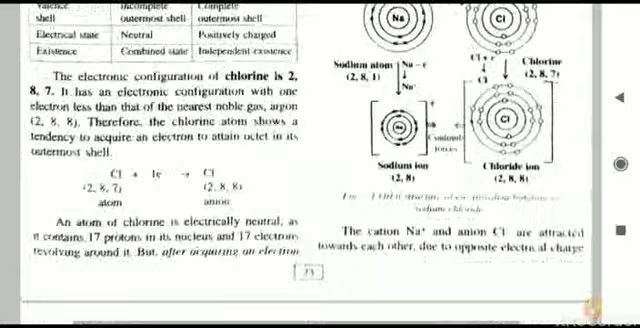 Valence Incomplete Complete
shell outermost shell outermost shell
Electrical state Neutral Positively charged
Existence Combined state Independent existence
The electronic configuration of chlorine is 2,
8, 7. It has an electronic configuration with one
electron less than that of the nearest noble gas, argon
(2, 8, 8). Therefore, the chlorine atom shows a
tendency to acquire an electron to attain octet in its
outermost shell.
Cl + 1e → Cl
(2, 8, 7) (2, 8, 8)
atom anion
An atom of chlorine is electrically neutral, as
it contains 17 protons in its nucleus and 17 electrons
revolving around it. But, after acquiring an electron
Na Cl
Sodium atom Na - e Cl + e Chlorine
(2, 8, 1) Na⁺ Cl (2, 8, 7)
Na + Cl
Sodium ion Chloride ion
(2, 8) (2, 8, 8)
The cation Na⁺ and anion Cl are attracted
towards each other, due to opposite electrical charge